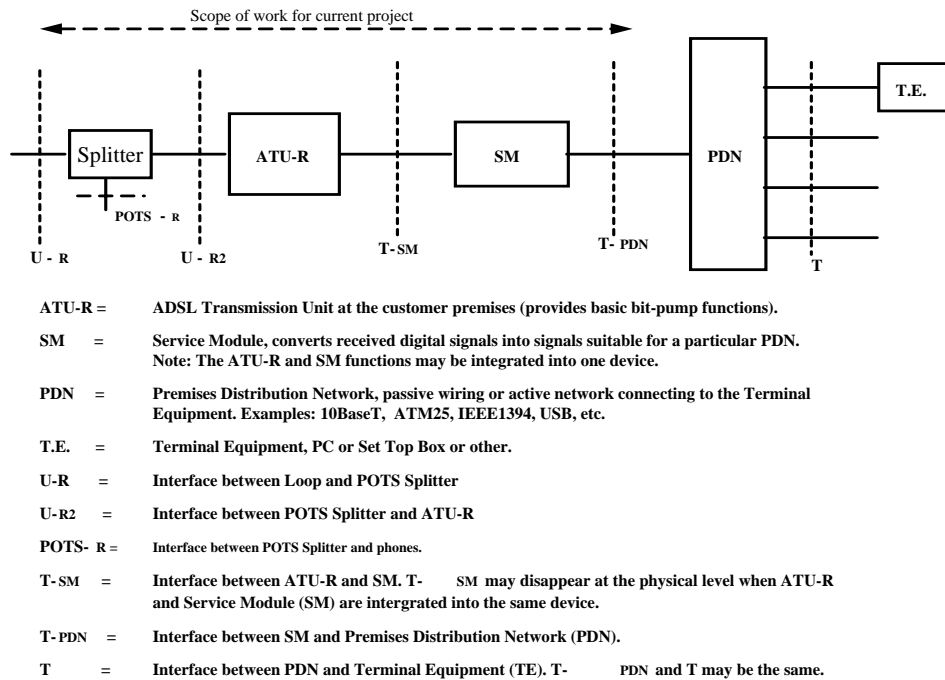 Scope of work for current project
Splitter
ATU-R
SM
PDN
T.E.
POTS - R
U - R
U - R2
T-SM
T- PDN
T
ATU-R = ADSL Transmission Unit at the customer premises (provides basic bit-pump functions).
SM = Service Module, converts received digital signals into signals suitable for a particular PDN.
Note: The ATU-R and SM functions may be integrated into one device.
PDN = Premises Distribution Network, passive wiring or active network connecting to the Terminal
Equipment. Examples: 10BaseT, ATM25, IEEE1394, USB, etc.
T.E. = Terminal Equipment, PC or Set Top Box or other.
U-R = Interface between Loop and POTS Splitter
U-R2 = Interface between POTS Splitter and ATU-R
POTS- R = Interface between POTS Splitter and phones.
T-SM = Interface between ATU-R and SM. T- SM may disappear at the physical level when ATU-R
and Service Module (SM) are intergrated into the same device.
T-PDN = Interface between SM and Premises Distribution Network (PDN).
T = Interface between PDN and Terminal Equipment (TE). T- PDN and T may be the same.